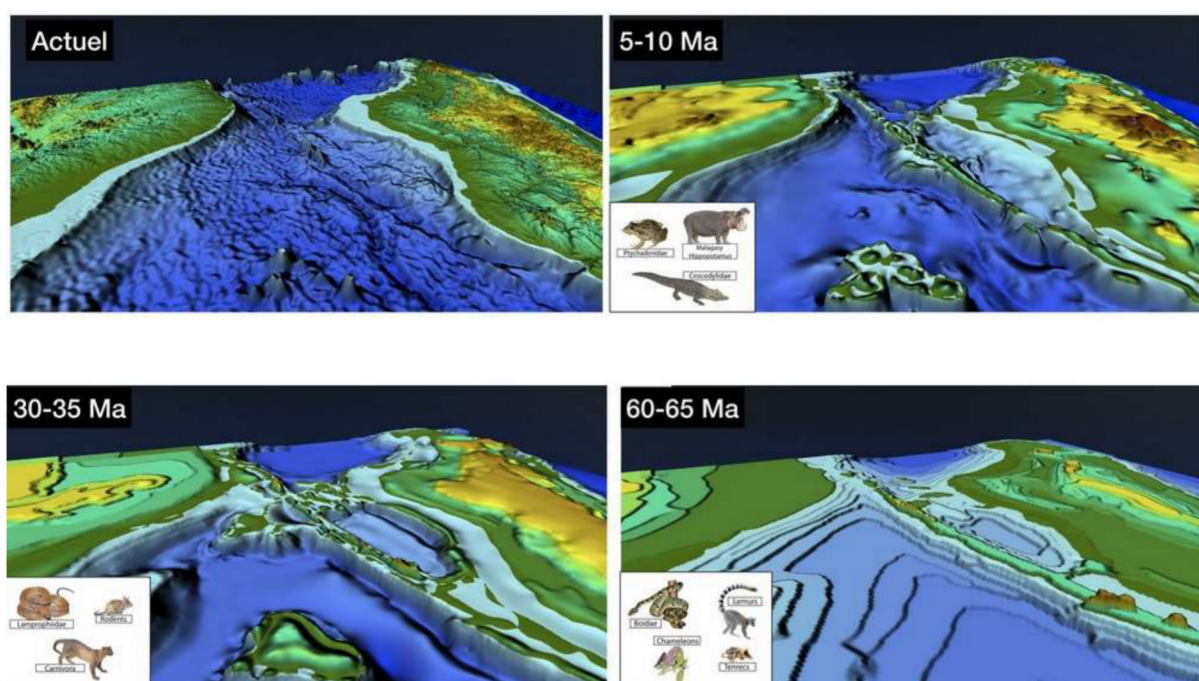 Actuel
5-10 Ma
Ptychadenidae
Malagasy
Hippopotamus
Crocodylidae
30-35 Ma
Lamprophiidae
Rodents
Carnivora
60-65 Ma
Boidae
Lemurs
Chameleons
Tenrecs